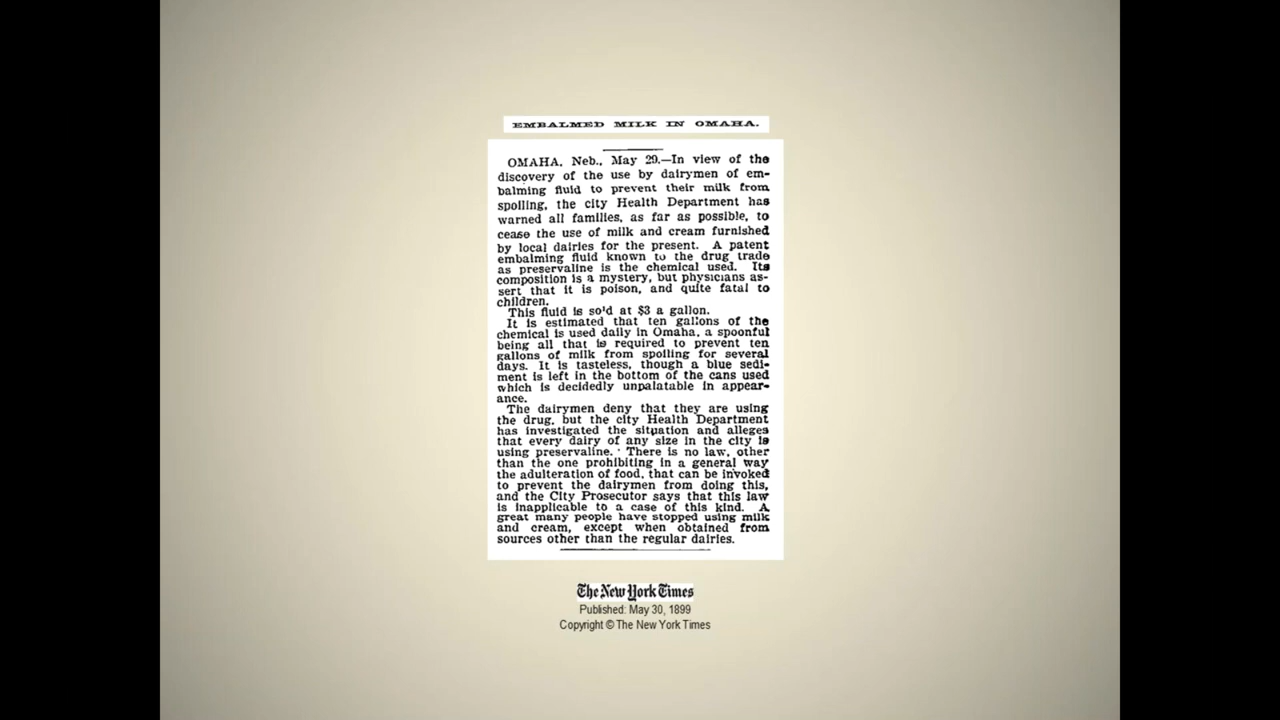 EMBALMED MILK IN OMAHA.
OMAHA, Neb., May 29.—In view of the
discovery of the use by dairymen of em-
balming fluid to prevent their milk from
spoiling, the city Health Department has
warned all families, as far as possible, to
cease the use of milk and cream furnished
by local dairies for the present. A patent
embalming fluid known to the drug trade
as preservaline is the chemical used. Its
composition is a mystery, but physicians as-
sert that it is poison, and quite fatal to
children.
This fluid is so'd at $3 a gallon.
It is estimated that ten gallons of the
chemical is used daily in Omaha, a spoonful
being all that is required to prevent ten
gallons of milk from spoiling for several
days. It is tasteless, though a blue sedi-
ment is left in the bottom of the cans used
which is decidedly unpalatable in appear-
ance.
The dairymen deny that they are using
the drug, but the city Health Department
has investigated the situation and alleges
that every dairy of any size in the city is
using preservaline. There is no law, other
than the one prohibiting in a general way
the adulteration of food, that can be invoked
to prevent the dairymen from doing this,
and the City Prosecutor says that this law
is inapplicable to a case of this kind. A
great many people have stopped using milk
and cream, except when obtained from
sources other than the regular dairies.
The New York Times
Published: May 30, 1899
Copyright © The New York Times